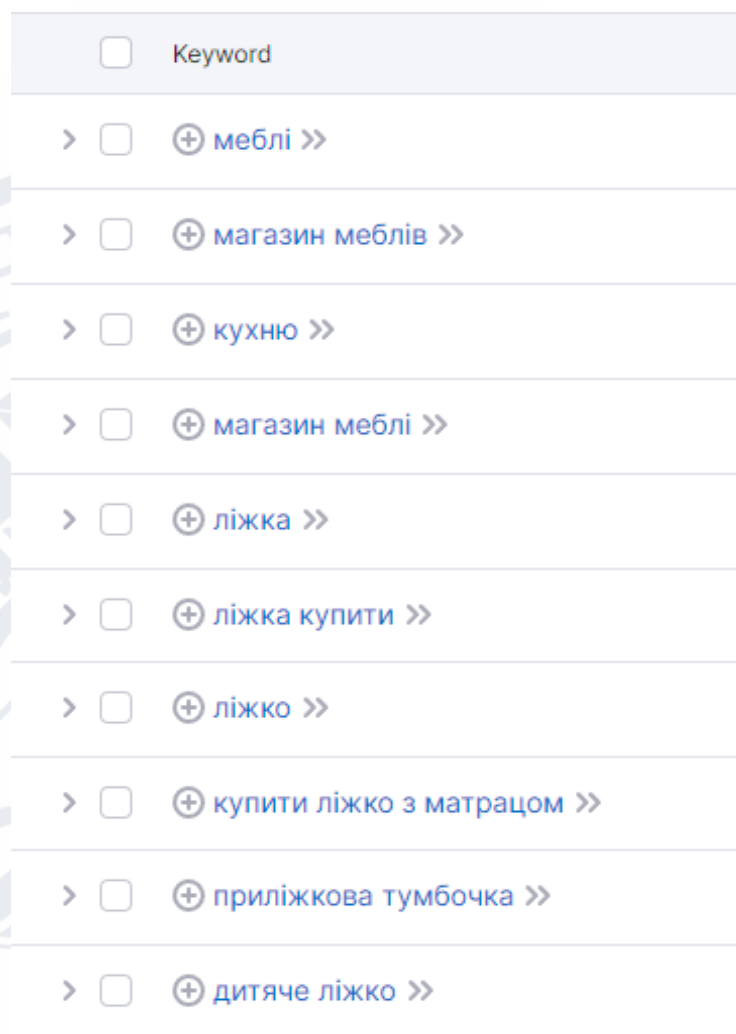 Keyword
меблі
магазин меблів
кухню
магазин меблі
ліжка
ліжка купити
ліжко
купити ліжко з матрацом
приліжкова тумбочка
дитяче ліжко